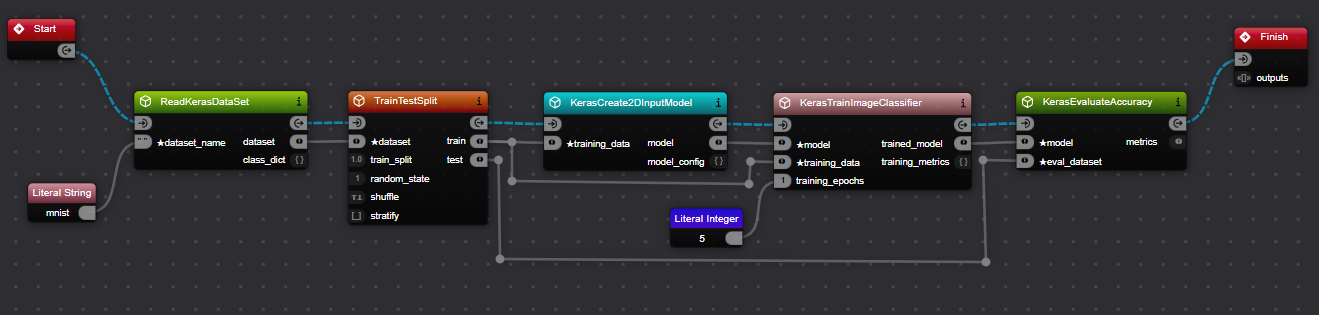 Start
Finish
outputs
ReadKerasDataSet i
★dataset_name dataset
class_dict { }
Literal String
mnist
TrainTestSplit i
★dataset train
1.0 train_split test
1 random_state
shuffle
[ ] stratify
KerasCreate2DInputModel i
★training_data model
model_config { }
KerasTrainImageClassifier i
★model trained_model
★training_data training_metrics { }
1 training_epochs
Literal Integer
5
KerasEvaluateAccuracy i
★model metrics
★eval_dataset